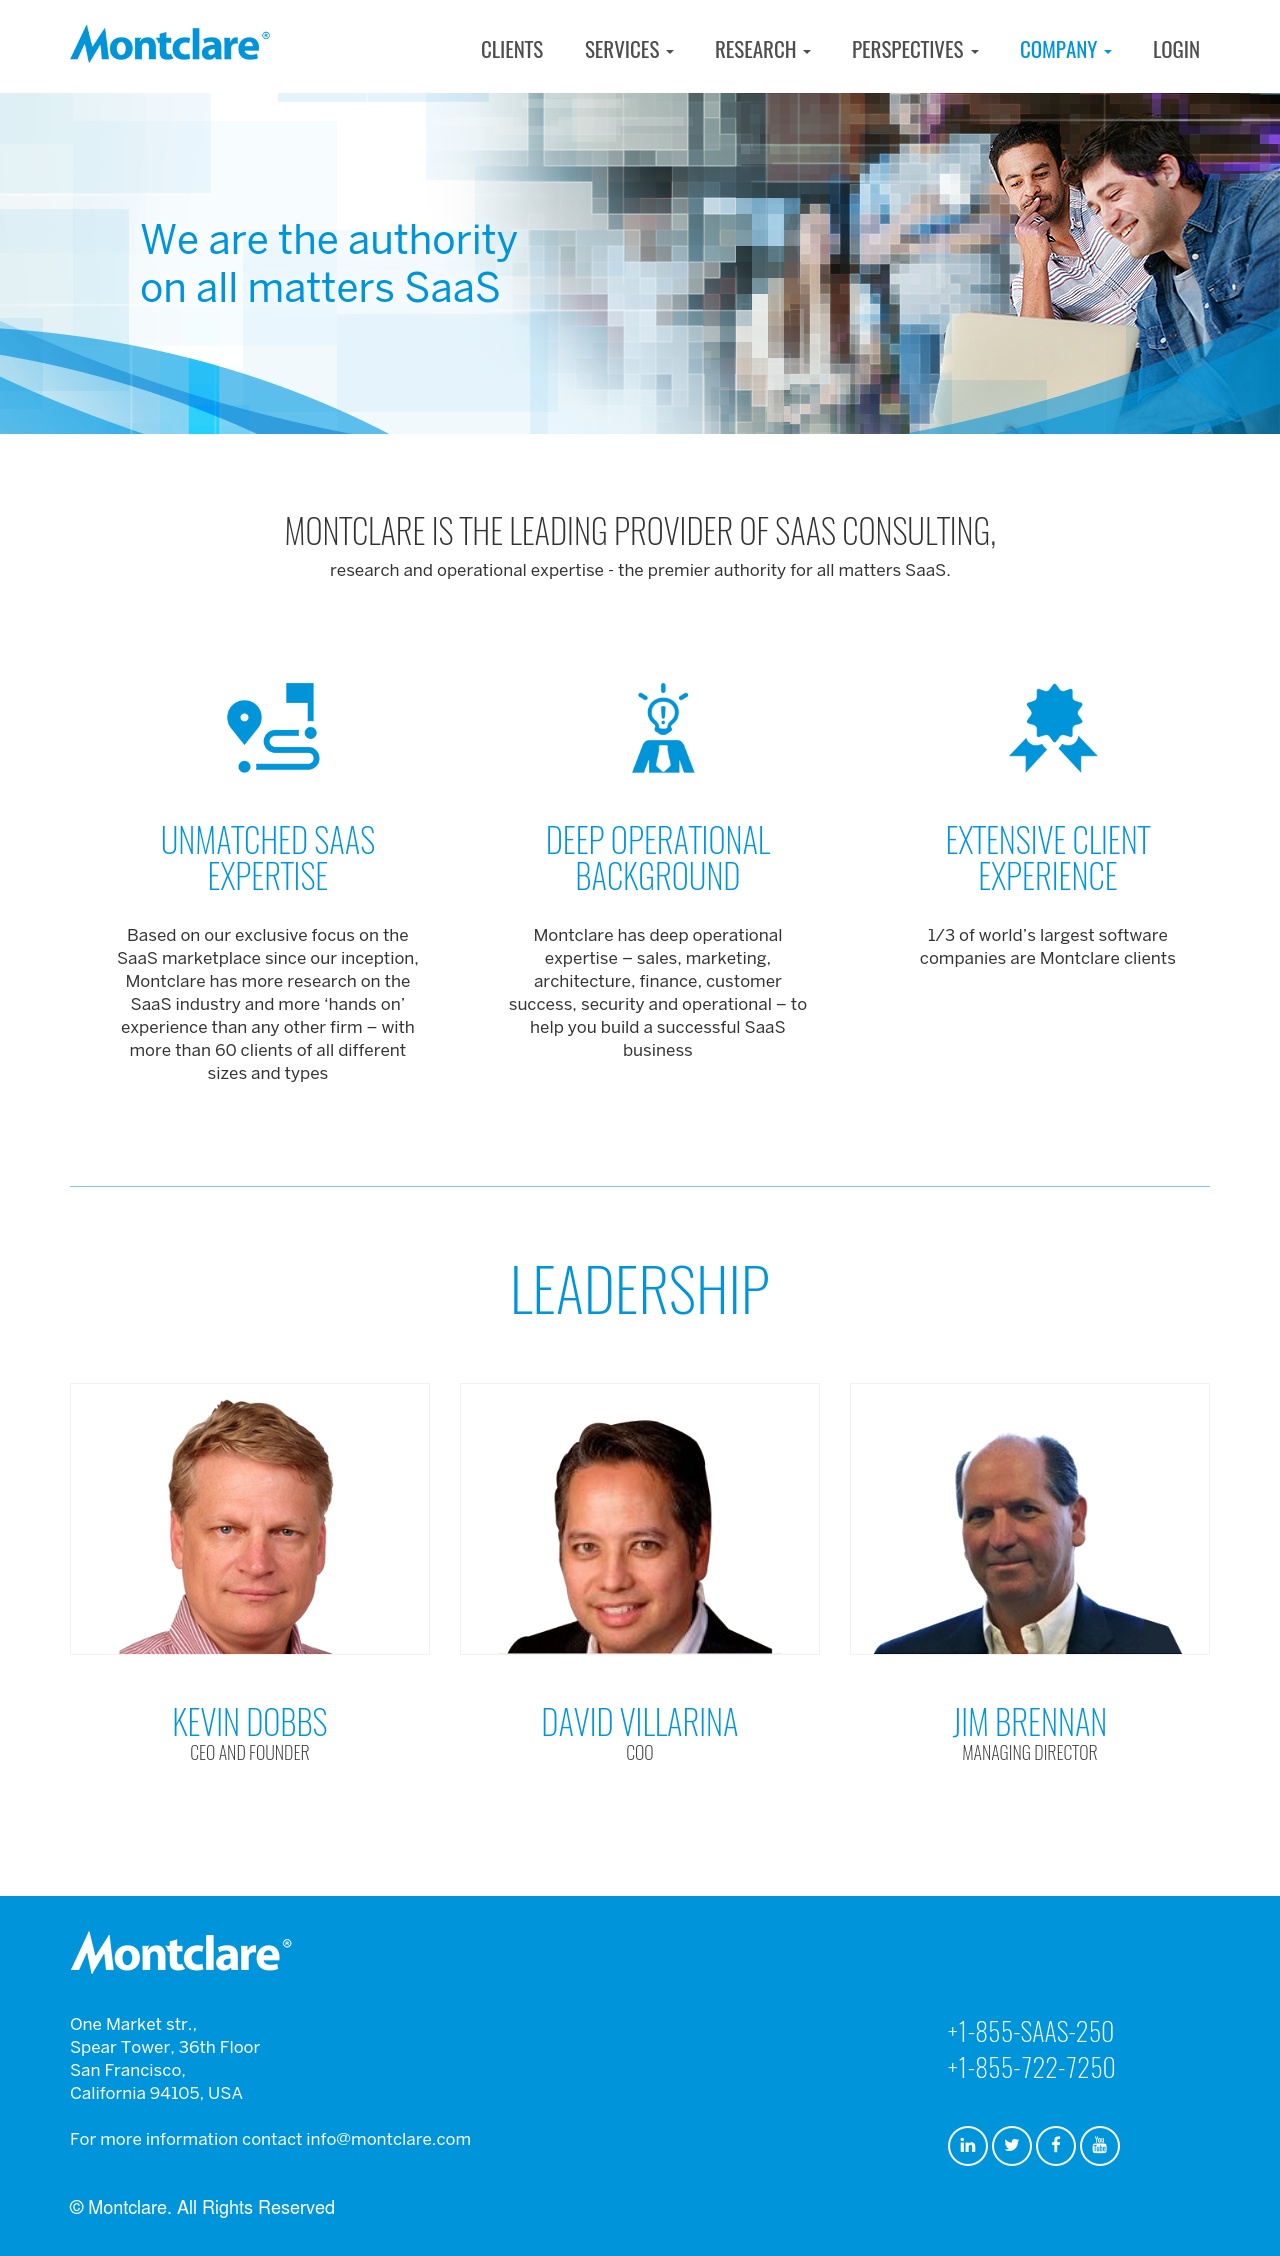 Montclare®
CLIENTS
SERVICES
RESEARCH
PERSPECTIVES
COMPANY
LOGIN
We are the authority
on all matters SaaS
MONTCLARE IS THE LEADING PROVIDER OF SAAS CONSULTING,
research and operational expertise - the premier authority for all matters SaaS.
UNMATCHED SAAS
EXPERTISE
Based on our exclusive focus on the
SaaS marketplace since our inception,
Montclare has more research on the
SaaS industry and more ‘hands on’
experience than any other firm – with
more than 60 clients of all different
sizes and types
DEEP OPERATIONAL
BACKGROUND
Montclare has deep operational
expertise – sales, marketing,
architecture, finance, customer
success, security and operational – to
help you build a successful SaaS
business
EXTENSIVE CLIENT
EXPERIENCE
1/3 of world’s largest software
companies are Montclare clients
LEADERSHIP
KEVIN DOBBS
CEO AND FOUNDER
DAVID VILLARINA
COO
JIM BRENNAN
MANAGING DIRECTOR
Montclare®
One Market str.,
Spear Tower, 36th Floor
San Francisco,
California 94105, USA
For more information contact info@montclare.com
+1-855-SAAS-250
+1-855-722-7250
© Montclare. All Rights Reserved